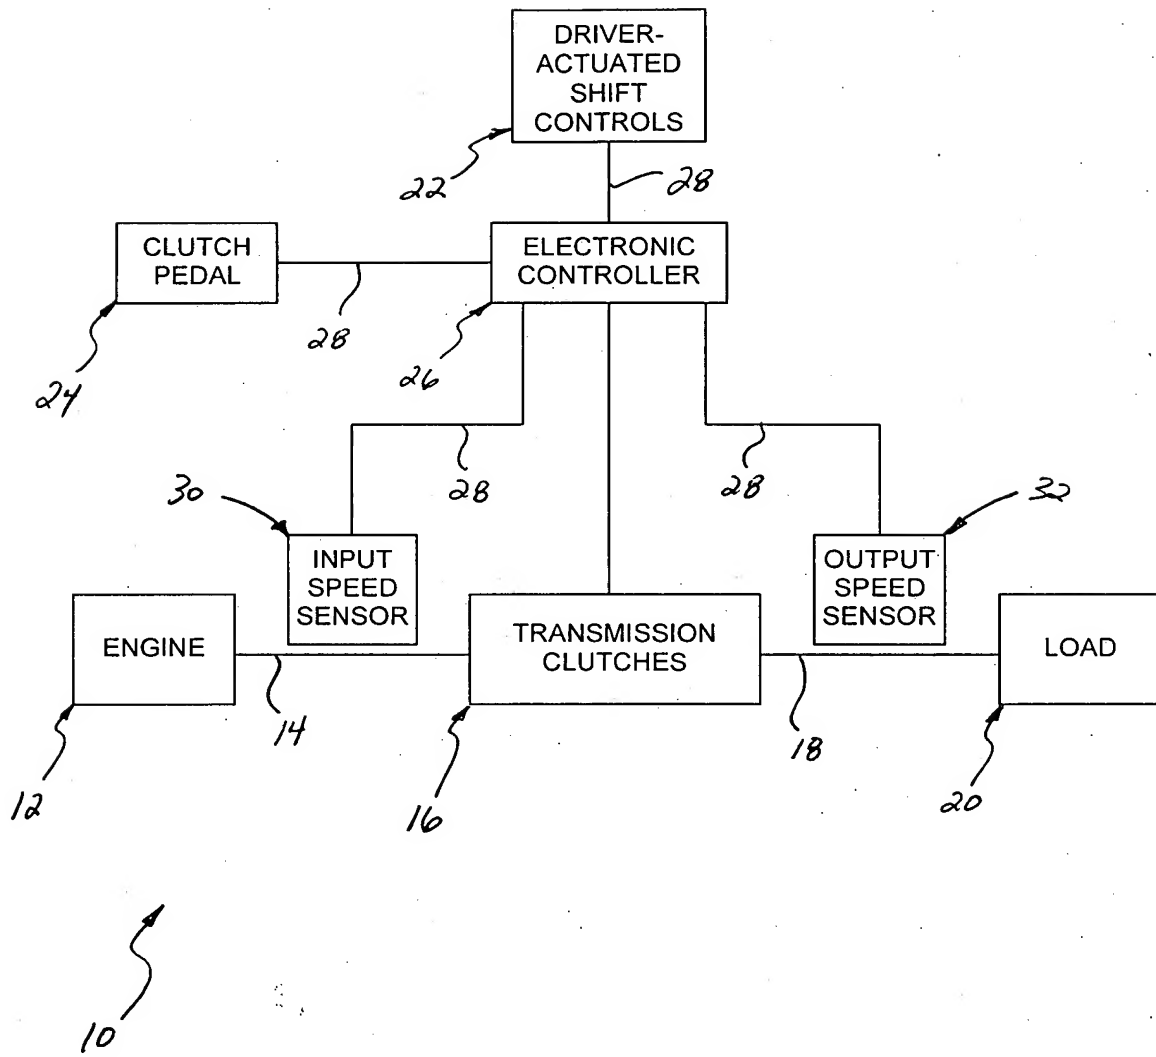 DRIVER-
ACTUATED
SHIFT
CONTROLS
22
28
CLUTCH
PEDAL
ELECTRONIC
CONTROLLER
28
24
26
28
28
30
32
INPUT
SPEED
SENSOR
OUTPUT
SPEED
SENSOR
ENGINE
TRANSMISSION
CLUTCHES
LOAD
14
18
12
16
20
10